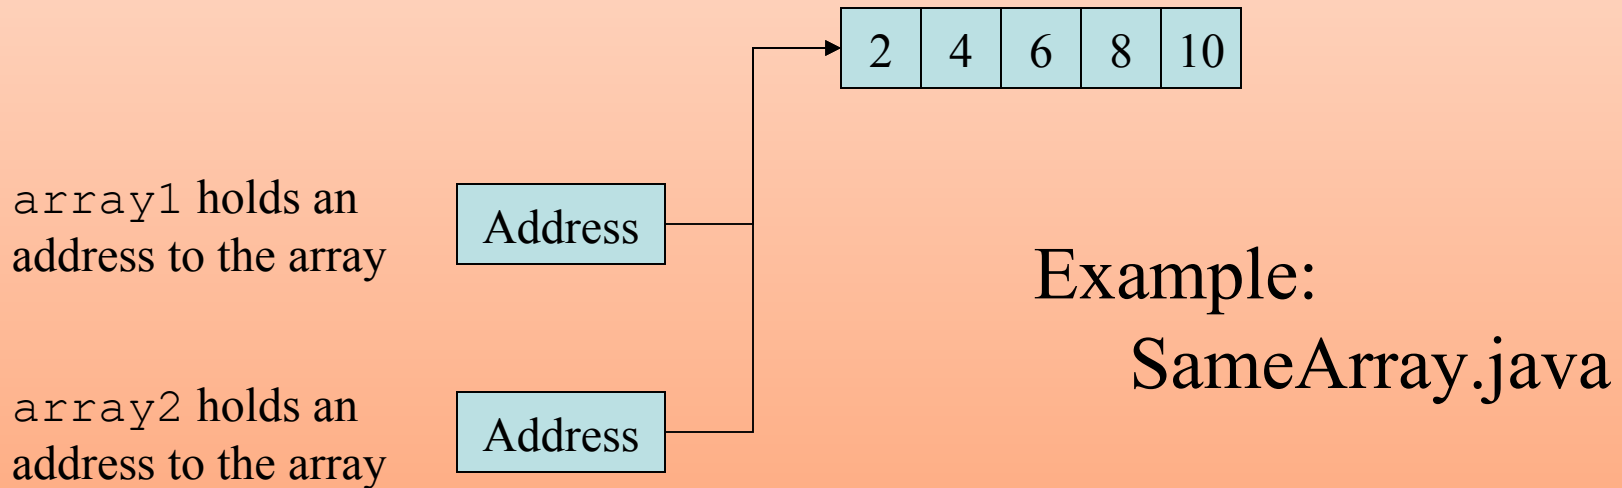 2 4 6 8 10
array1 holds an
address to the array
Address
Example:
SameArray.java
array2 holds an
address to the array
Address